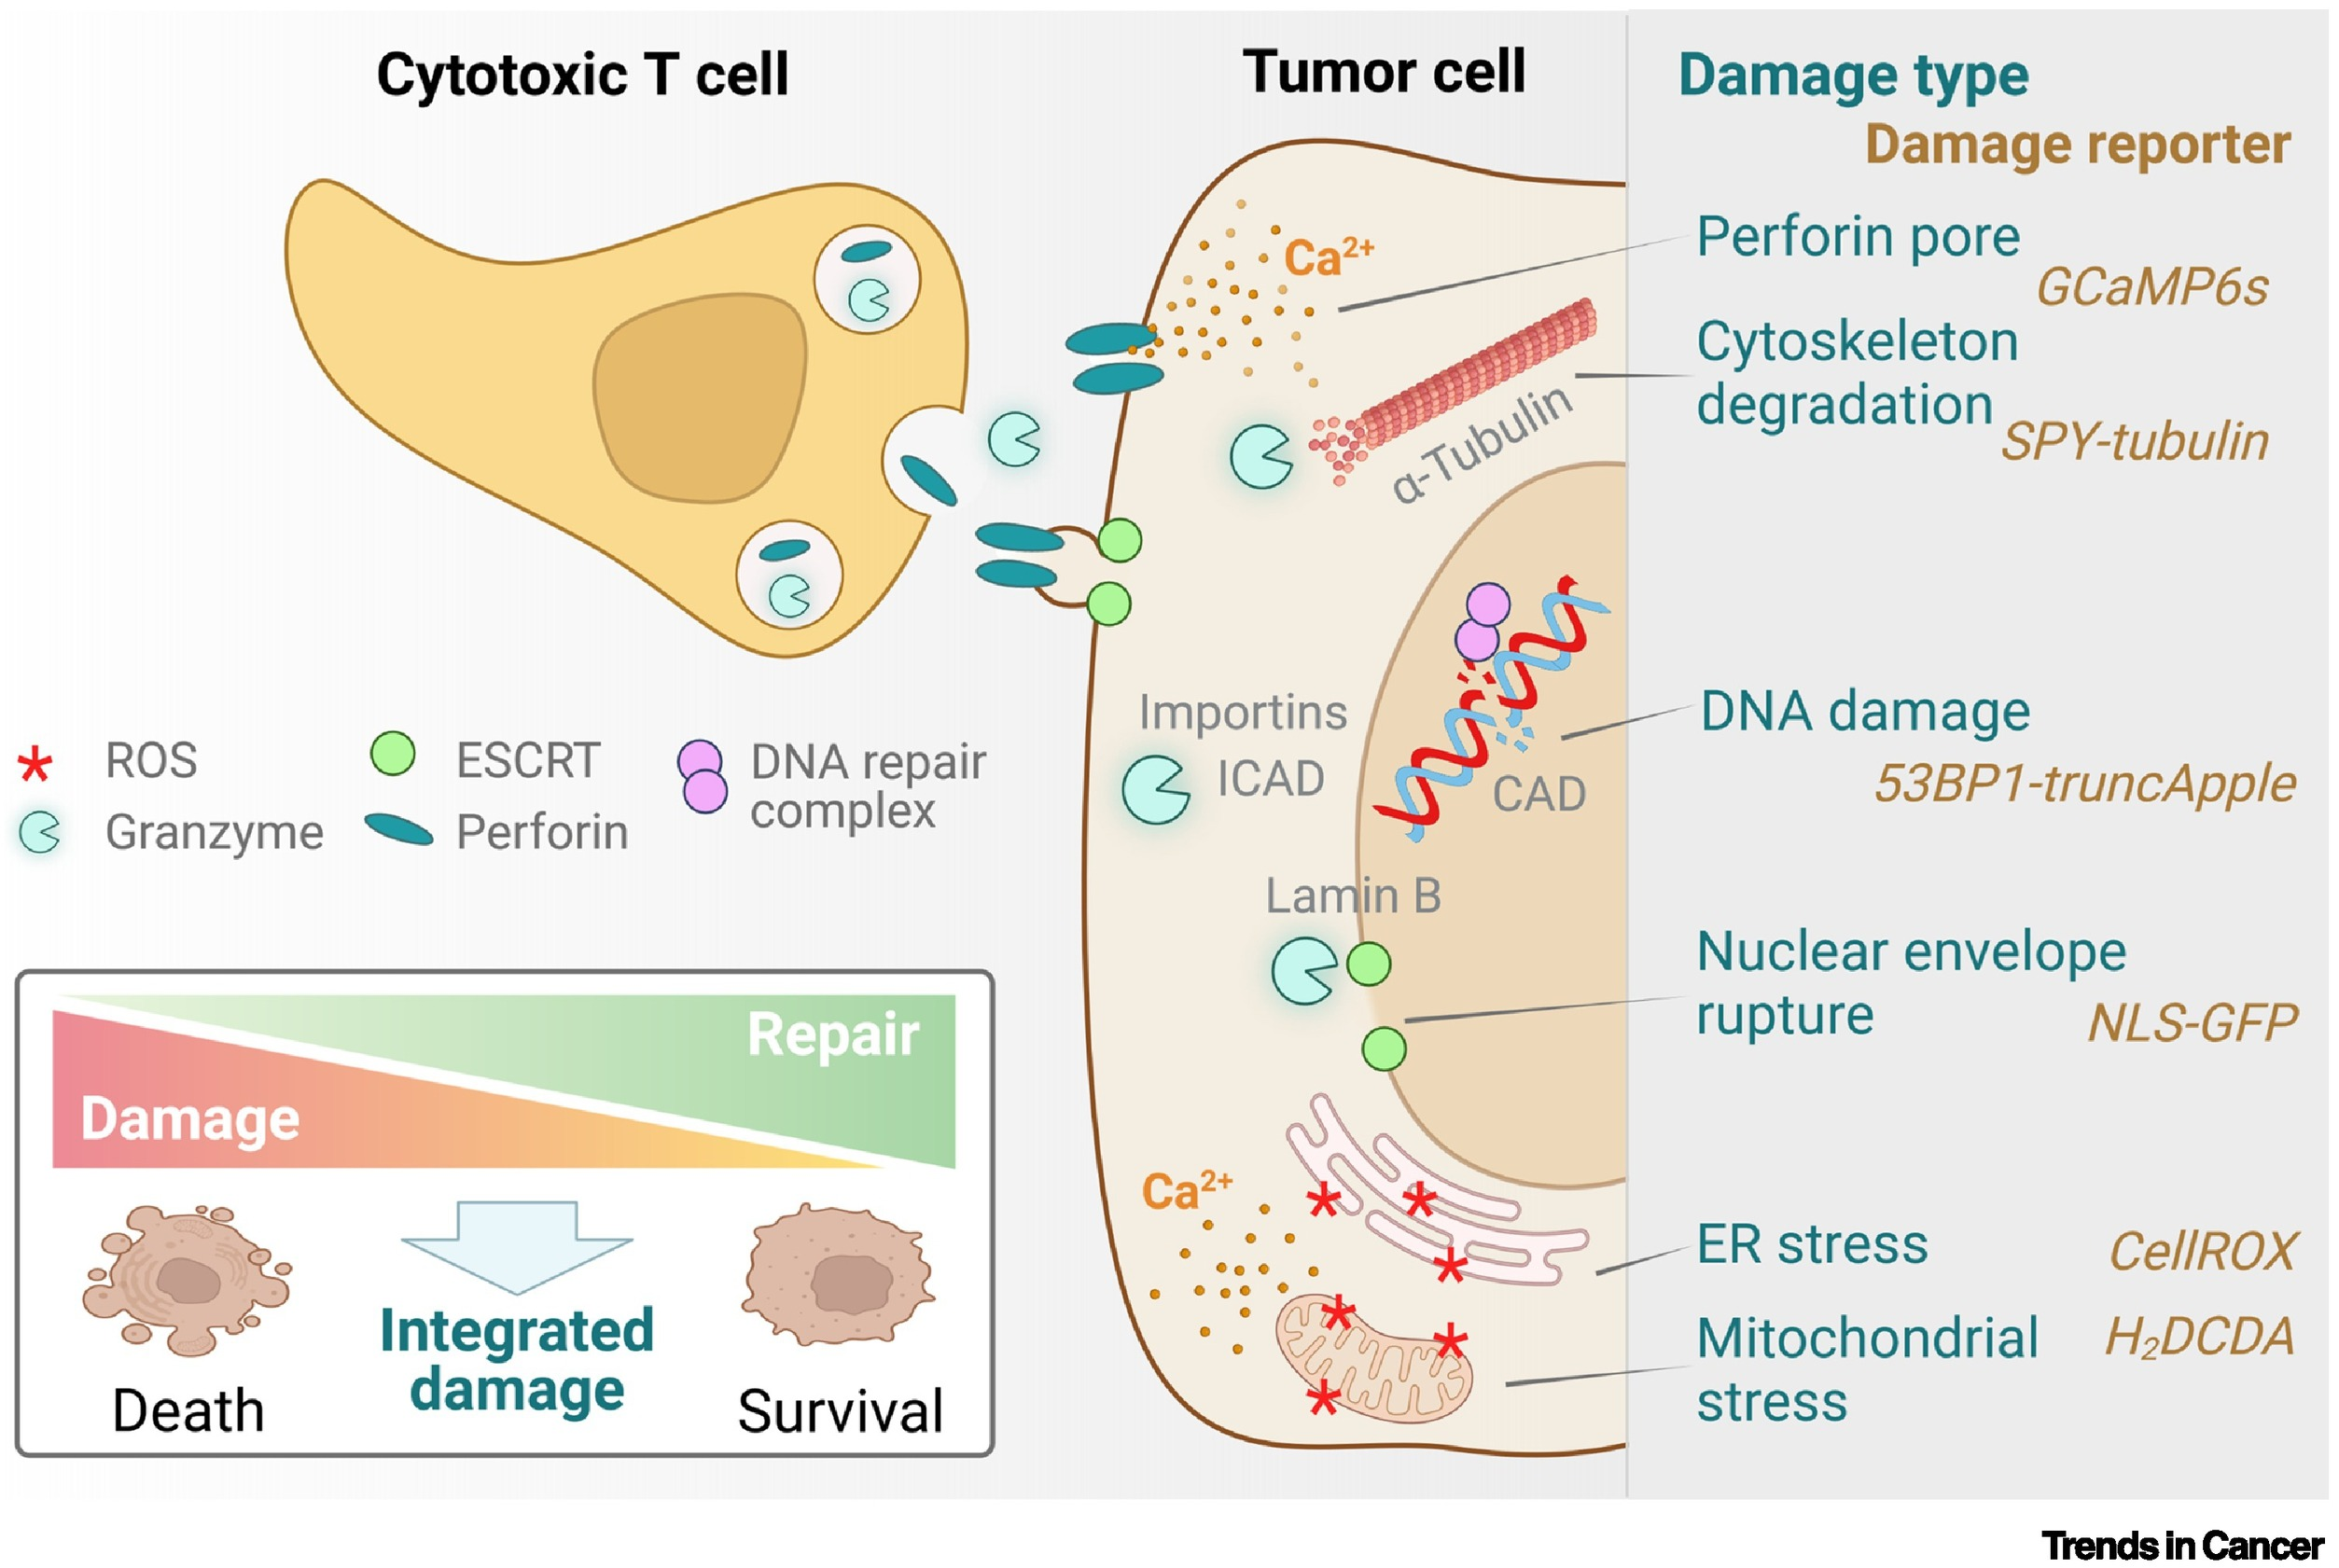 Cytotoxic T cell
Tumor cell
Damage type
Damage reporter
Ca²⁺
Perforin pore
GCaMP6s
Cytoskeleton
degradation
SPY-tubulin
α-Tubulin
DNA damage
53BP1-truncApple
Importins
ICAD
CAD
ROS
ESCRT
DNA repair
complex
Granzyme
Perforin
Lamin B
Nuclear envelope
rupture
NLS-GFP
Repair
Damage
Ca²⁺
ER stress
CellROX
Mitochondrial
stress
H₂DCDA
Integrated
damage
Death
Survival
Trends in Cancer